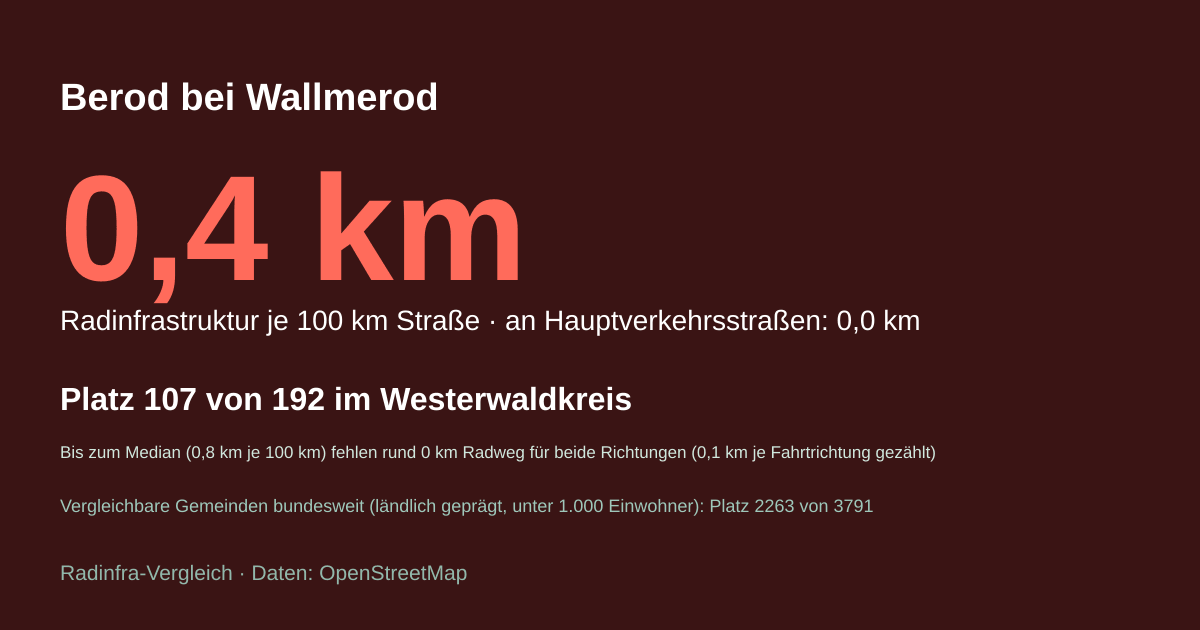 Berod bei Wallmerod
0,4 km
Radinfrastruktur je 100 km Straße · an Hauptverkehrsstraßen: 0,0 km
Platz 107 von 192 im Westerwaldkreis
Bis zum Median (0,8 km je 100 km) fehlen rund 0 km Radweg für beide Richtungen (0,1 km je Fahrtrichtung gezählt)
Vergleichbare Gemeinden bundesweit (ländlich geprägt, unter 1.000 Einwohner): Platz 2263 von 3791
Radinfra-Vergleich · Daten: OpenStreetMap